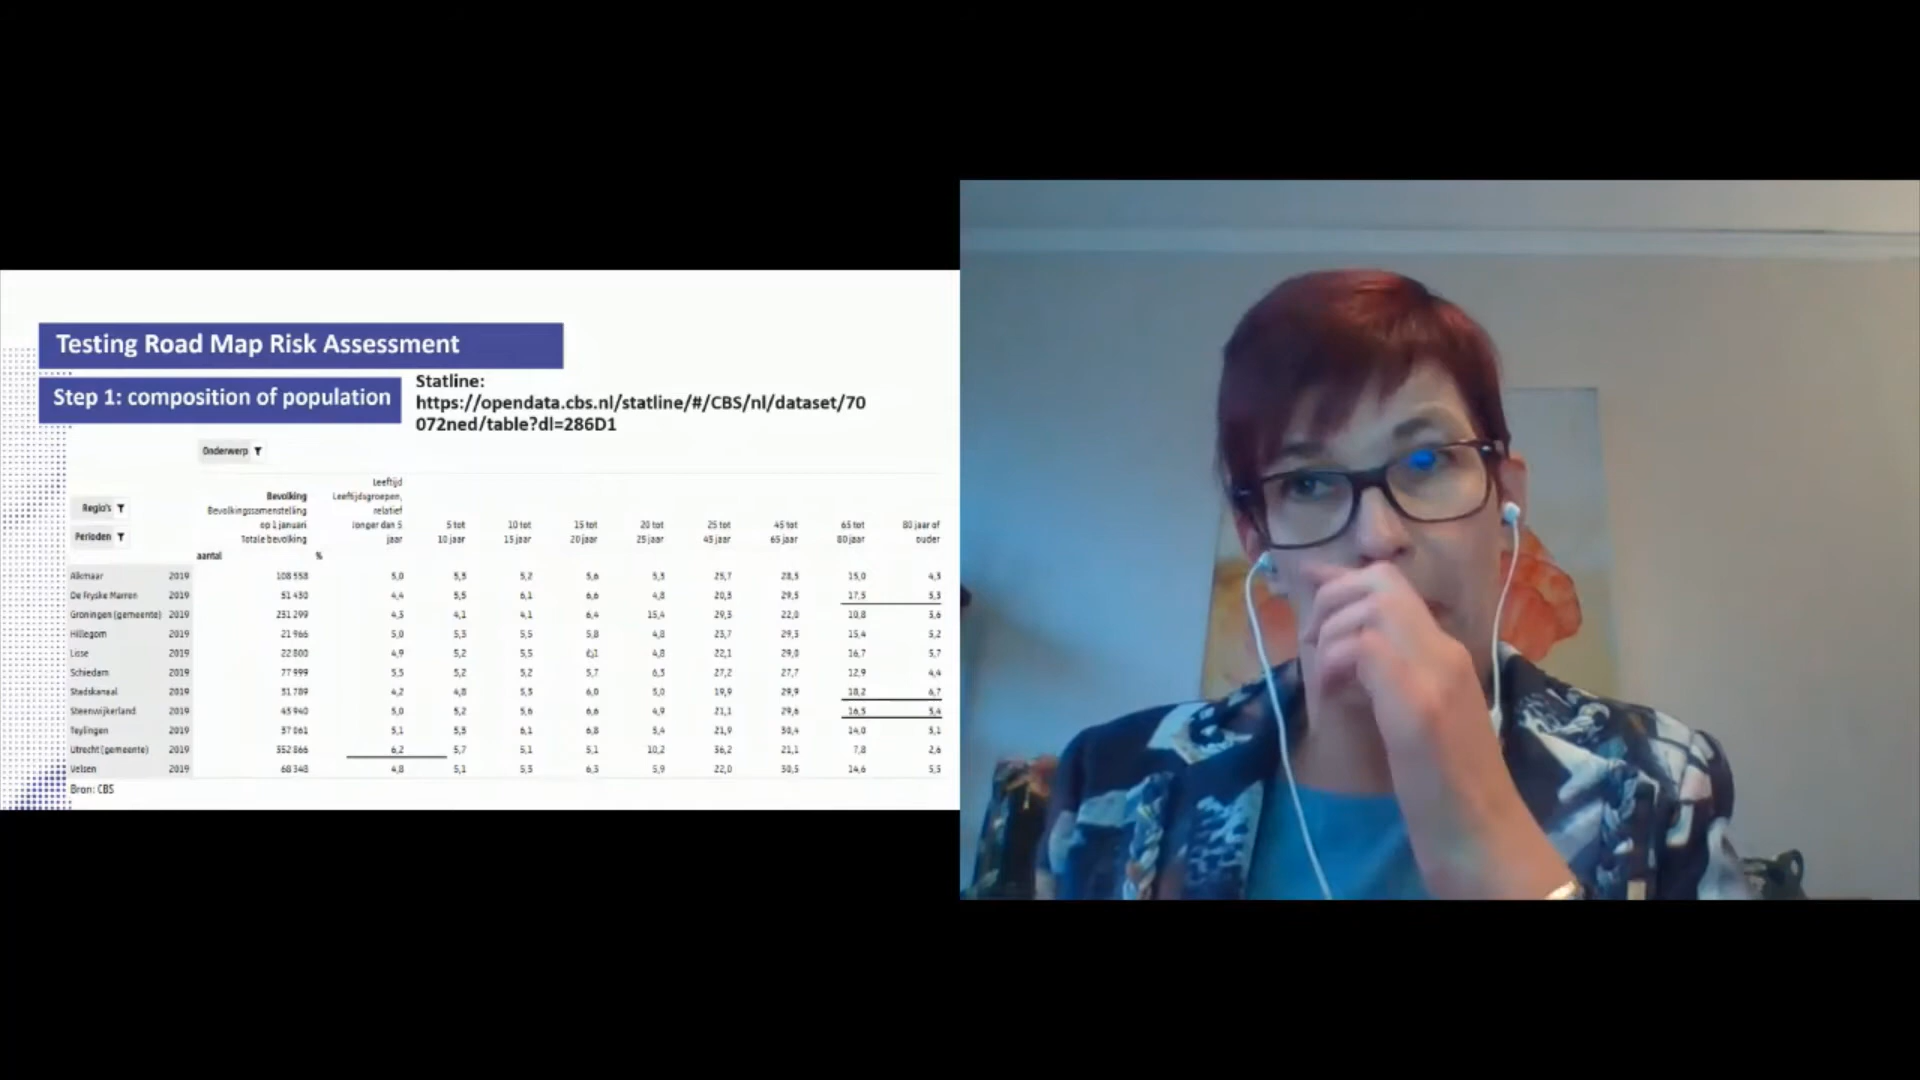 Testing Road Map Risk Assessment
Step 1: composition of population
Statline:
https://opendata.cbs.nl/statline/#/CBS/nl/dataset/70
072ned/table?dl=286D1
Onderwerp
Regio's
Perioden
Bevolking
Bevolkingssamenstelling
op 1 januari
Totale bevolking
Leeftijd
Leeftijdsgroepen,
relatief
Jonger dan 5
jaar
5 tot
10 jaar
10 tot
15 jaar
15 tot
20 jaar
20 tot
25 jaar
25 tot
45 jaar
45 tot
65 jaar
65 tot
80 jaar
80 jaar of
ouder
aantal %
Alkmaar 2019 108 558 5,0 5,3 5,2 5,6 5,3 25,7 28,5 15,0 4,3
De Fryske Marren 2019 51 430 4,4 5,5 6,1 6,6 4,8 20,3 29,5 17,5 5,3
Groningen (gemeente) 2019 231 299 4,3 4,1 4,1 6,4 15,4 29,3 22,0 10,8 3,6
Hillegom 2019 21 966 5,0 5,3 5,5 5,8 4,8 23,7 29,3 15,4 5,2
Lisse 2019 22 800 4,9 5,2 5,5 6,1 4,8 22,1 29,0 16,7 5,7
Schiedam 2019 77 999 5,5 5,2 5,2 5,7 6,3 27,2 27,7 12,9 4,4
Stadskanaal 2019 31 789 4,2 4,8 5,3 6,0 5,0 19,9 29,9 18,2 6,7
Steenwijkerland 2019 43 940 5,0 5,2 5,6 6,6 4,9 21,1 29,6 16,5 5,4
Teylingen 2019 37 061 5,1 5,5 6,1 6,8 5,4 21,9 30,4 14,0 5,1
Utrecht (gemeente) 2019 352 866 6,2 5,7 5,1 5,1 10,2 36,2 21,1 7,8 2,6
Velsen 2019 68 348 4,8 5,1 5,5 6,3 5,9 22,0 30,5 14,6 5,5
Bron: CBS